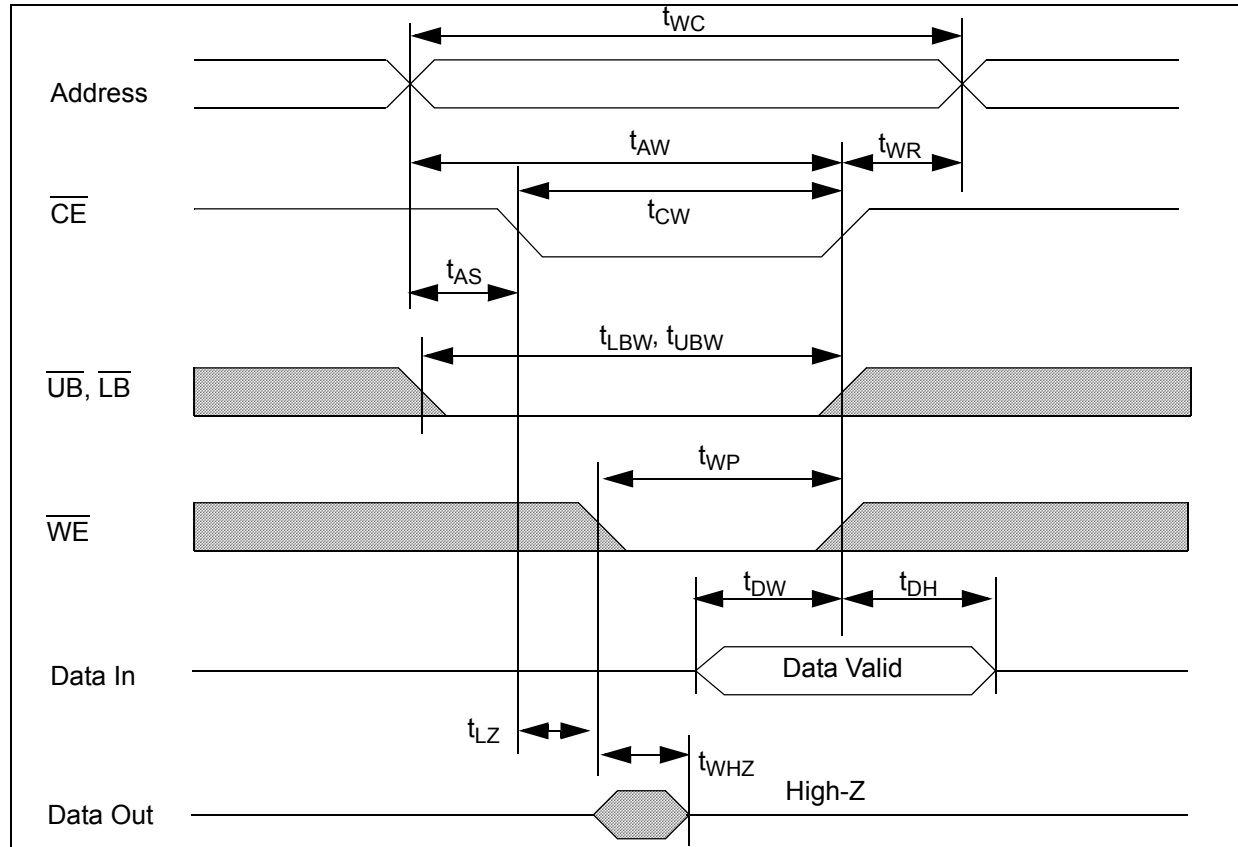 tWC
Address
tAW
tWR
CE
tCW
tAS
tLBW, tUBW
UB, LB
tWP
WE
tDW
tDH
Data In
Data Valid
tLZ
tWHZ
Data Out
High-Z